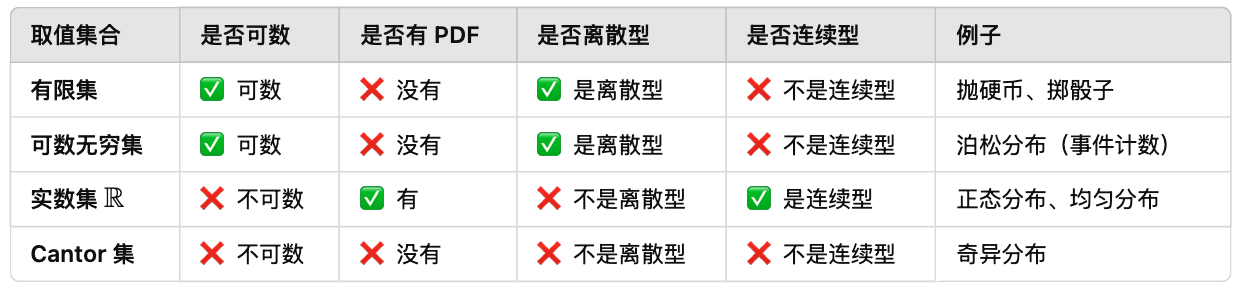 取值集合 是否可数 是否有 PDF 是否离散型 是否连续型 例子
有限集 ✅ 可数 ❌ 没有 ✅ 是离散型 ❌ 不是连续型 抛硬币、掷骰子
可数无穷集 ✅ 可数 ❌ 没有 ✅ 是离散型 ❌ 不是连续型 泊松分布（事件计数）
实数集 ℝ ❌ 不可数 ✅ 有 ❌ 不是离散型 ✅ 是连续型 正态分布、均匀分布
Cantor 集 ❌ 不可数 ❌ 没有 ❌ 不是离散型 ❌ 不是连续型 奇异分布